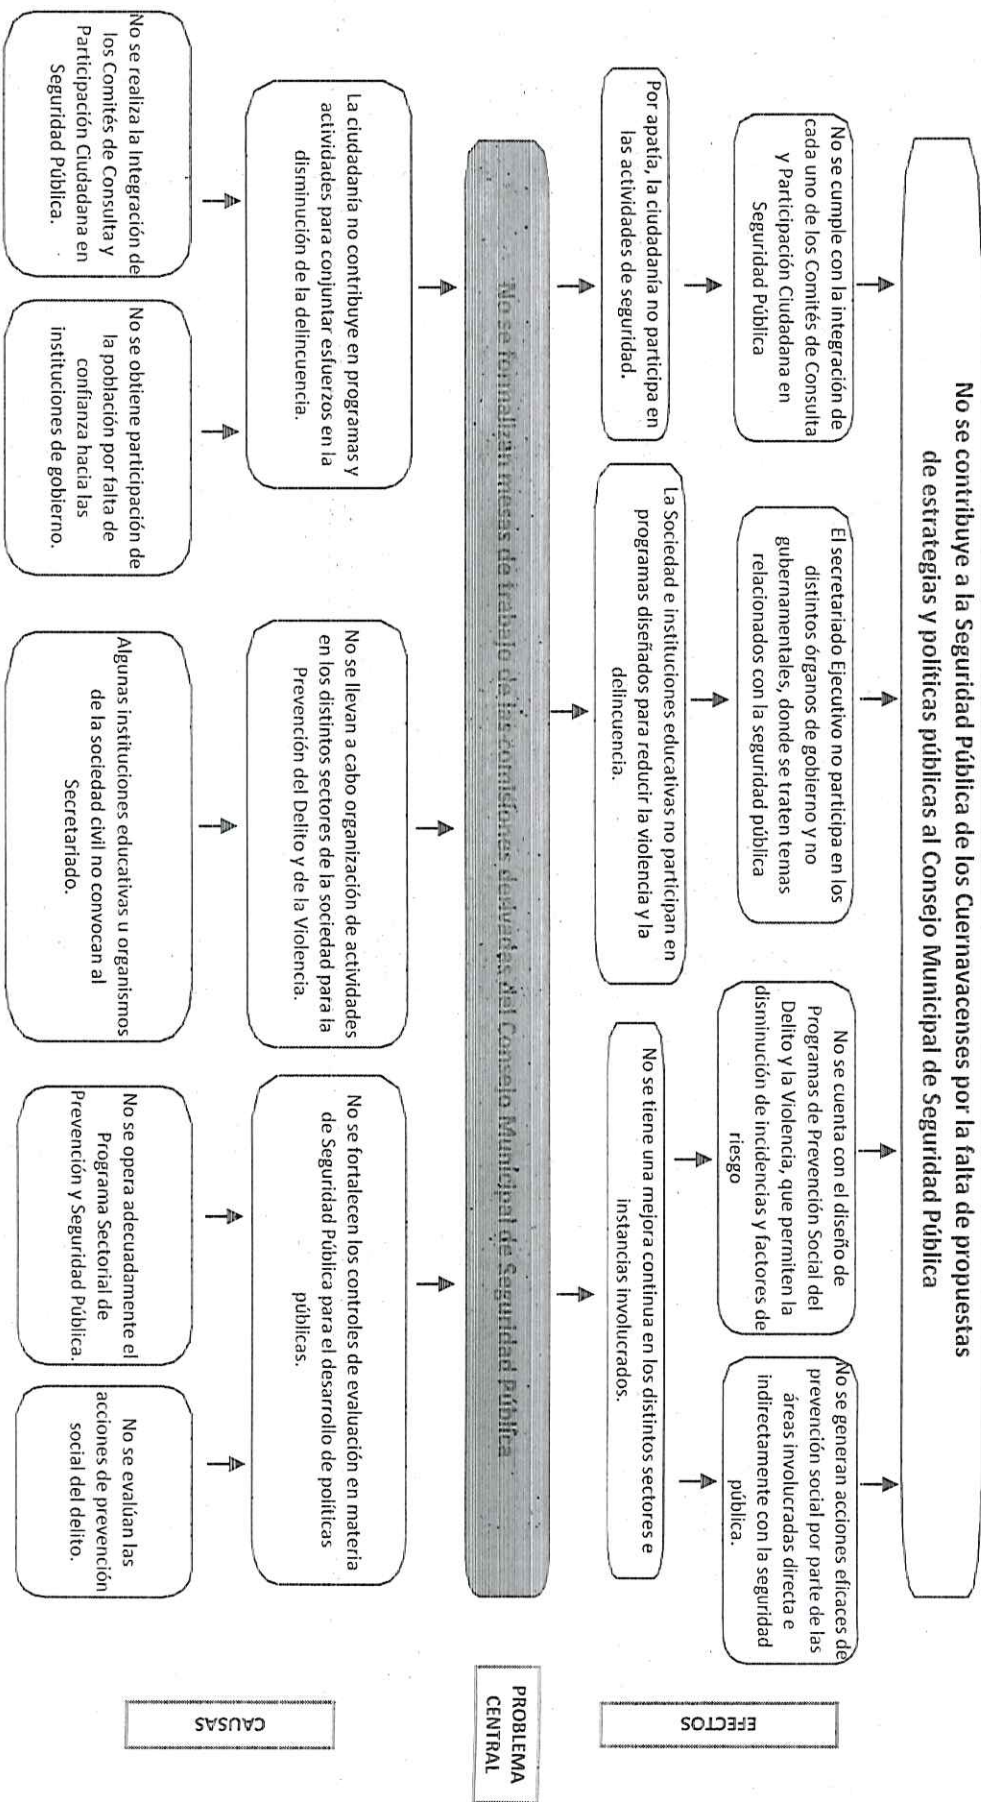 No se contribuye a la Seguridad Pública de los Cuernavacenses por la falta de propuestas
de estrategias y políticas públicas al Consejo Municipal de Seguridad Pública
No se cumple con la integración de
cada uno de los Comités de Consulta
y Participación Ciudadana en
Seguridad Pública
El secretariado Ejecutivo no participa en los
distintos órganos de gobierno y no
gubernamentales, donde se traten temas
relacionados con la seguridad pública
No se cuenta con el diseño de
Programas de Prevención Social del
Delito y la Violencia, que permiten la
disminución de incidencias y factores de
riesgo
No se generan acciones eficaces de
prevención social por parte de las
áreas involucradas directa e
indirectamente con la seguridad
pública.
EFECTOS
Por apatía, la ciudadanía no participa en
las actividades de seguridad.
La Sociedad e instituciones educativas no participan en
programas diseñados para reducir la violencia y la
delincuencia.
No se tiene una mejora continua en los distintos sectores e
instancias involucrados.
No se formalizan mesas de trabajo de las comisiones derivadas del Consejo Municipal de Seguridad Pública
PROBLEMA
CENTRAL
La ciudadanía no contribuye en programas y
actividades para conjuntar esfuerzos en la
disminución de la delincuencia.
No se llevan a cabo organización de actividades
en los distintos sectores de la sociedad para la
Prevención del Delito y de la Violencia.
No se fortalecen los controles de evaluación en materia
de Seguridad Pública para el desarrollo de políticas
públicas.
CAUSAS
No se realiza la Integración de
los Comités de Consulta y
Participación Ciudadana en
Seguridad Pública.
No se obtiene participación de
la población por falta de
confianza hacia las
instituciones de gobierno.
Algunas instituciones educativas u organismos
de la sociedad civil no convocan al
Secretariado.
No se opera adecuadamente el
Programa Sectorial de
Prevención y Seguridad Pública.
No se evalúan las
acciones de prevención
social del delito.